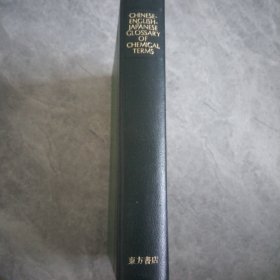 CHINESE-
ENGLISH-
JAPANESE
GLOSSARY
OF
CHEMICAL
TERMS
東方書店